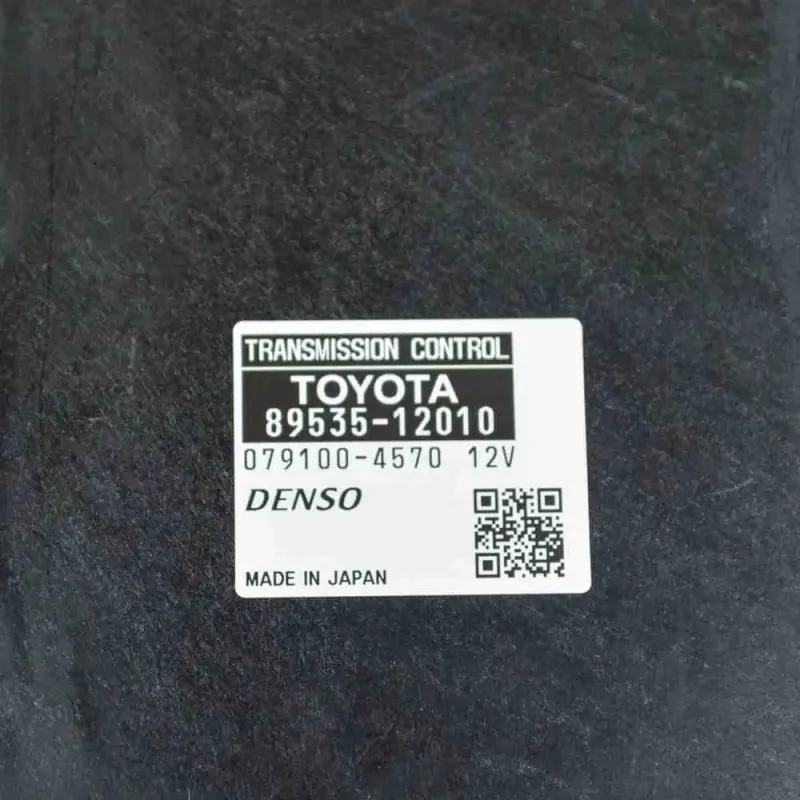 TRANSMISSION CONTROL
TOYOTA
89535-12010
079100-4570 12V
DENSO
MADE IN JAPAN